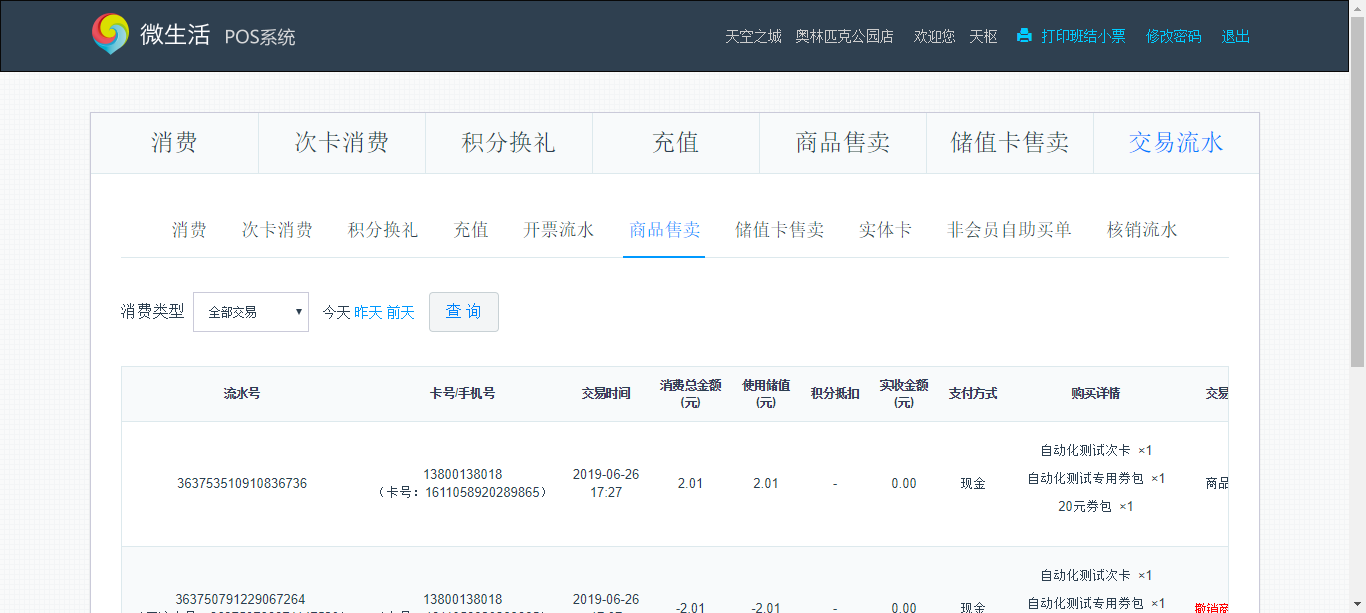 微生活 POS系统
天空之城 奥林匹克公园店 欢迎您 天枢 打印班结小票 修改密码 退出
消费 次卡消费 积分换礼 充值 商品售卖 储值卡售卖 交易流水
消费 次卡消费 积分换礼 充值 开票流水 商品售卖 储值卡售卖 实体卡 非会员自助买单 核销流水
消费类型 全部交易 今天 昨天 前天 查 询
流水号 卡号/手机号 交易时间 消费总金额(元) 使用储值(元) 积分抵扣 实收金额(元) 支付方式 购买详情 交易
363753510910836736 13800138018 （卡号：1611058920289865） 2019-06-26 17:27 2.01 2.01 - 0.00 现金 自动化测试次卡 ×1 自动化测试专用券包 ×1 20元券包 ×1 商品
363750791229067264 13800138018 2019-06-26 -2.01 -2.01 - 0.00 现金 自动化测试次卡 ×1 自动化测试专用券包 ×1 撤销商